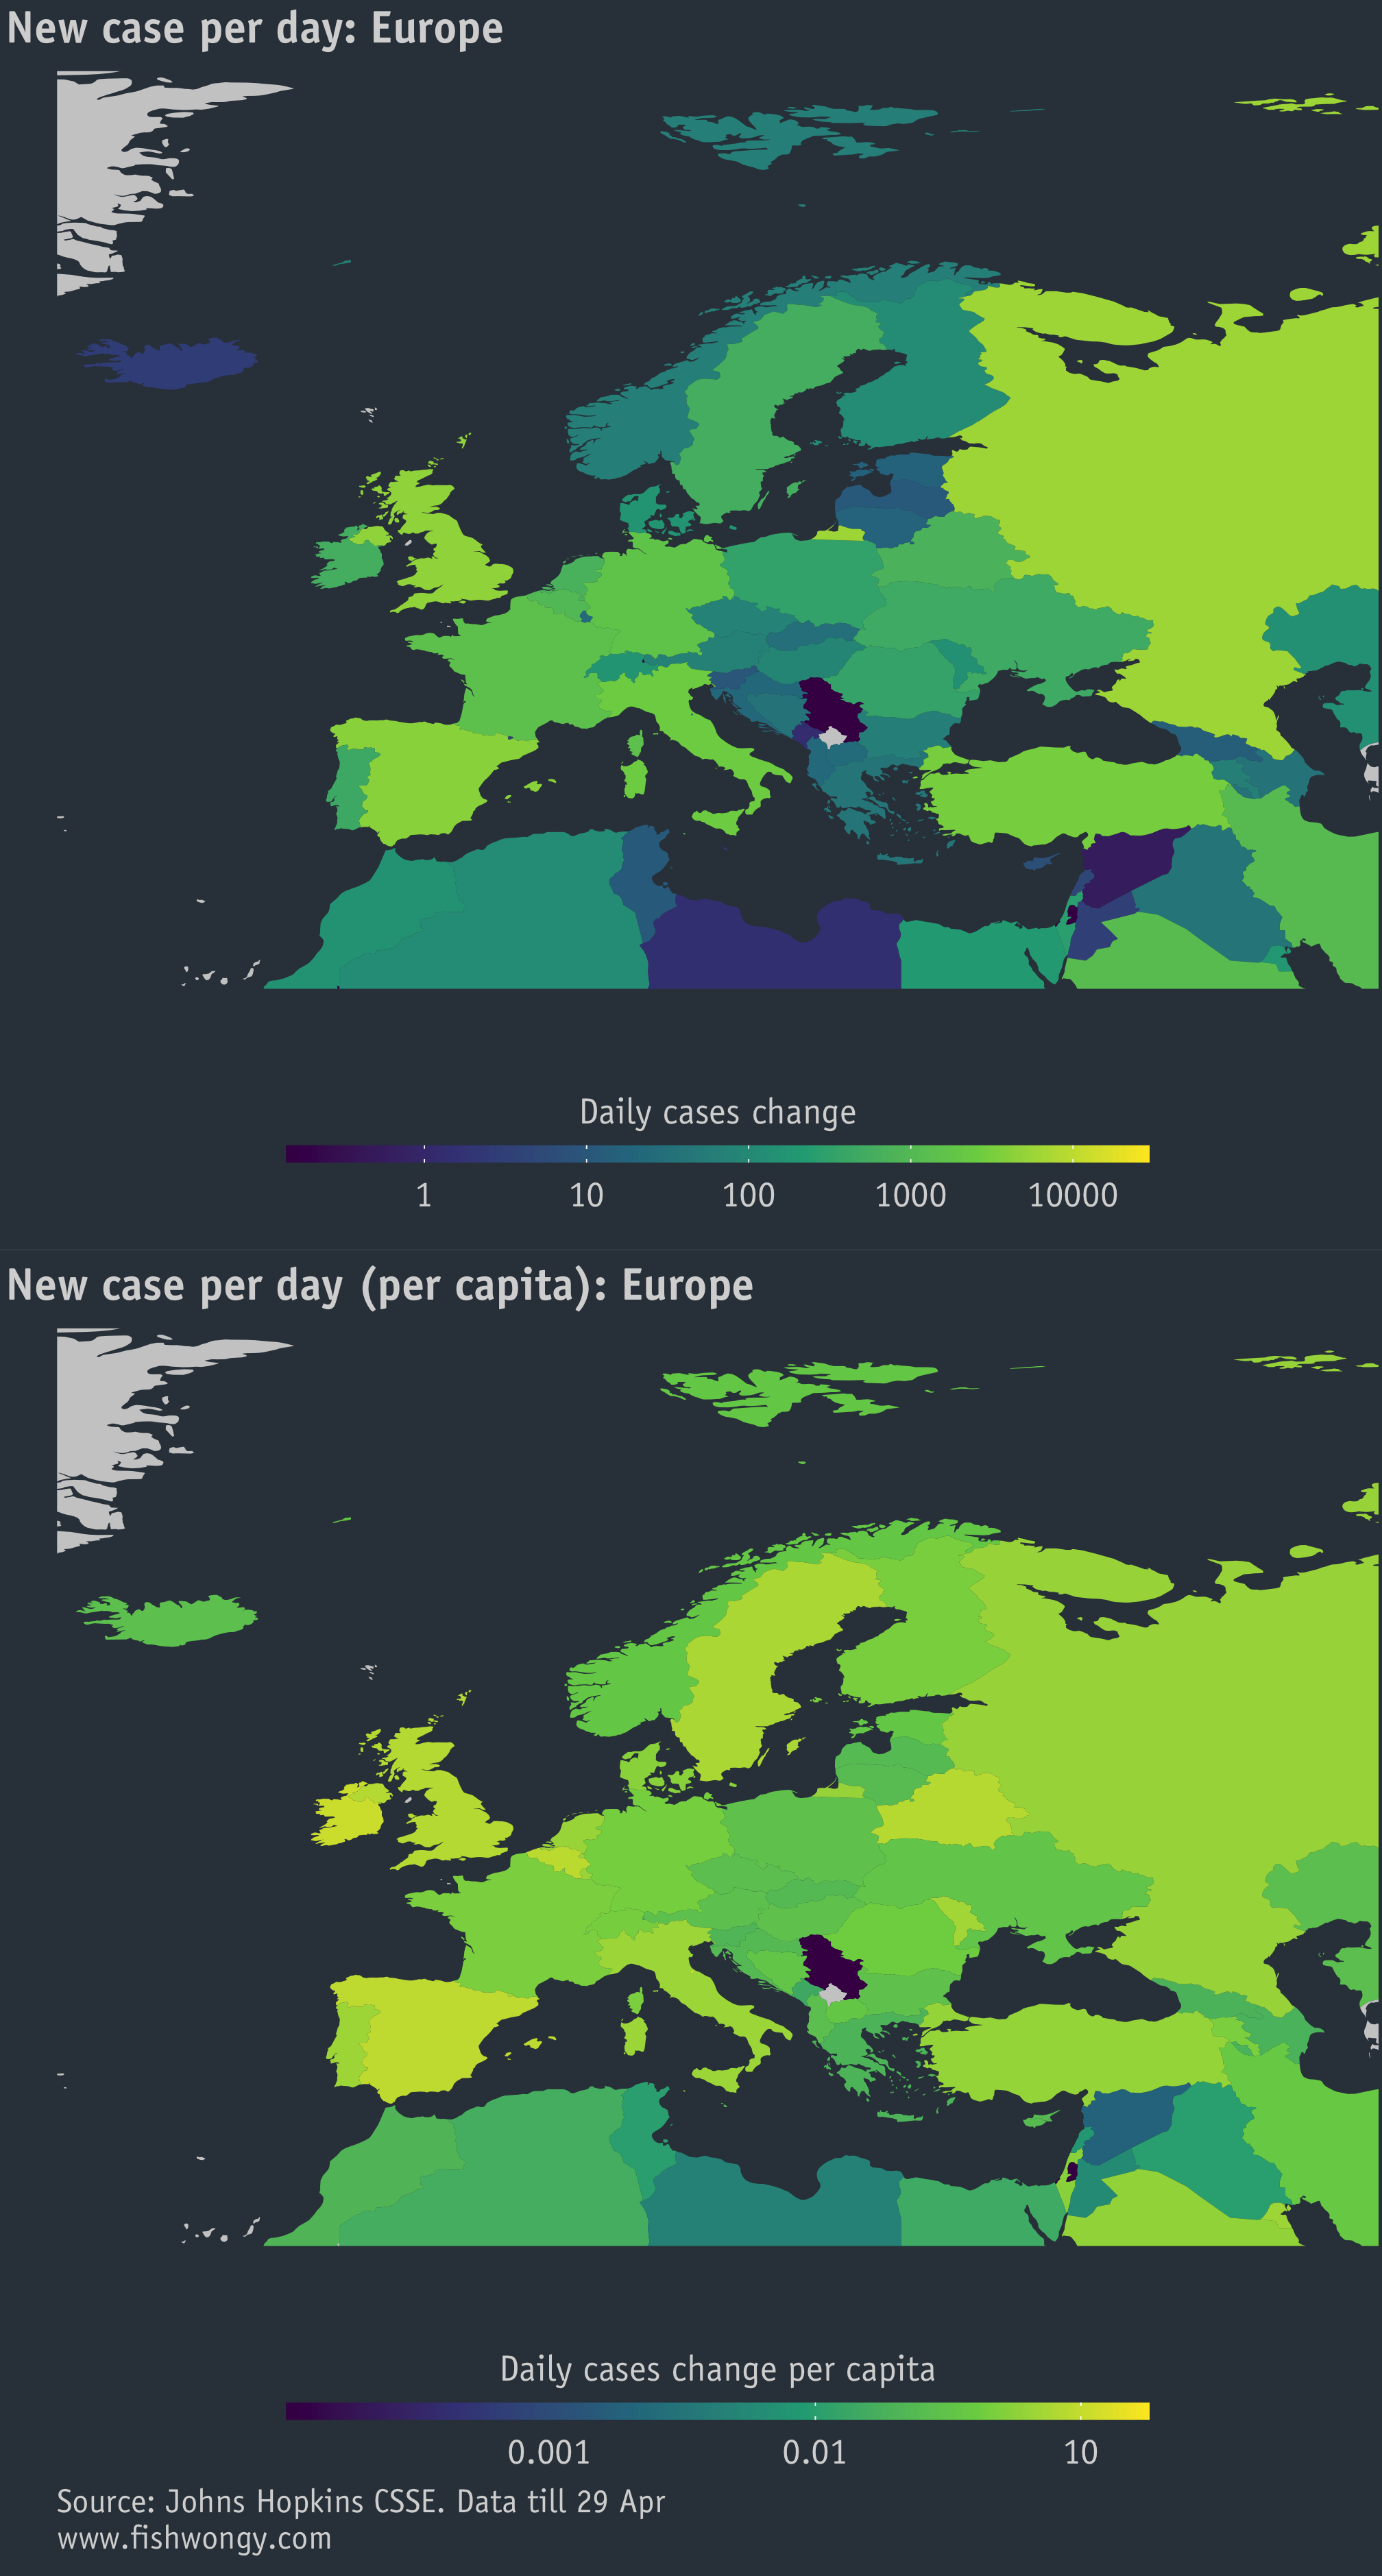 New case per day: Europe
Daily cases change
1 10 100 1000 10000
New case per day (per capita): Europe
Daily cases change per capita
0.001 0.01 10
Source: Johns Hopkins CSSE. Data till 29 Apr
www.fishwongy.com